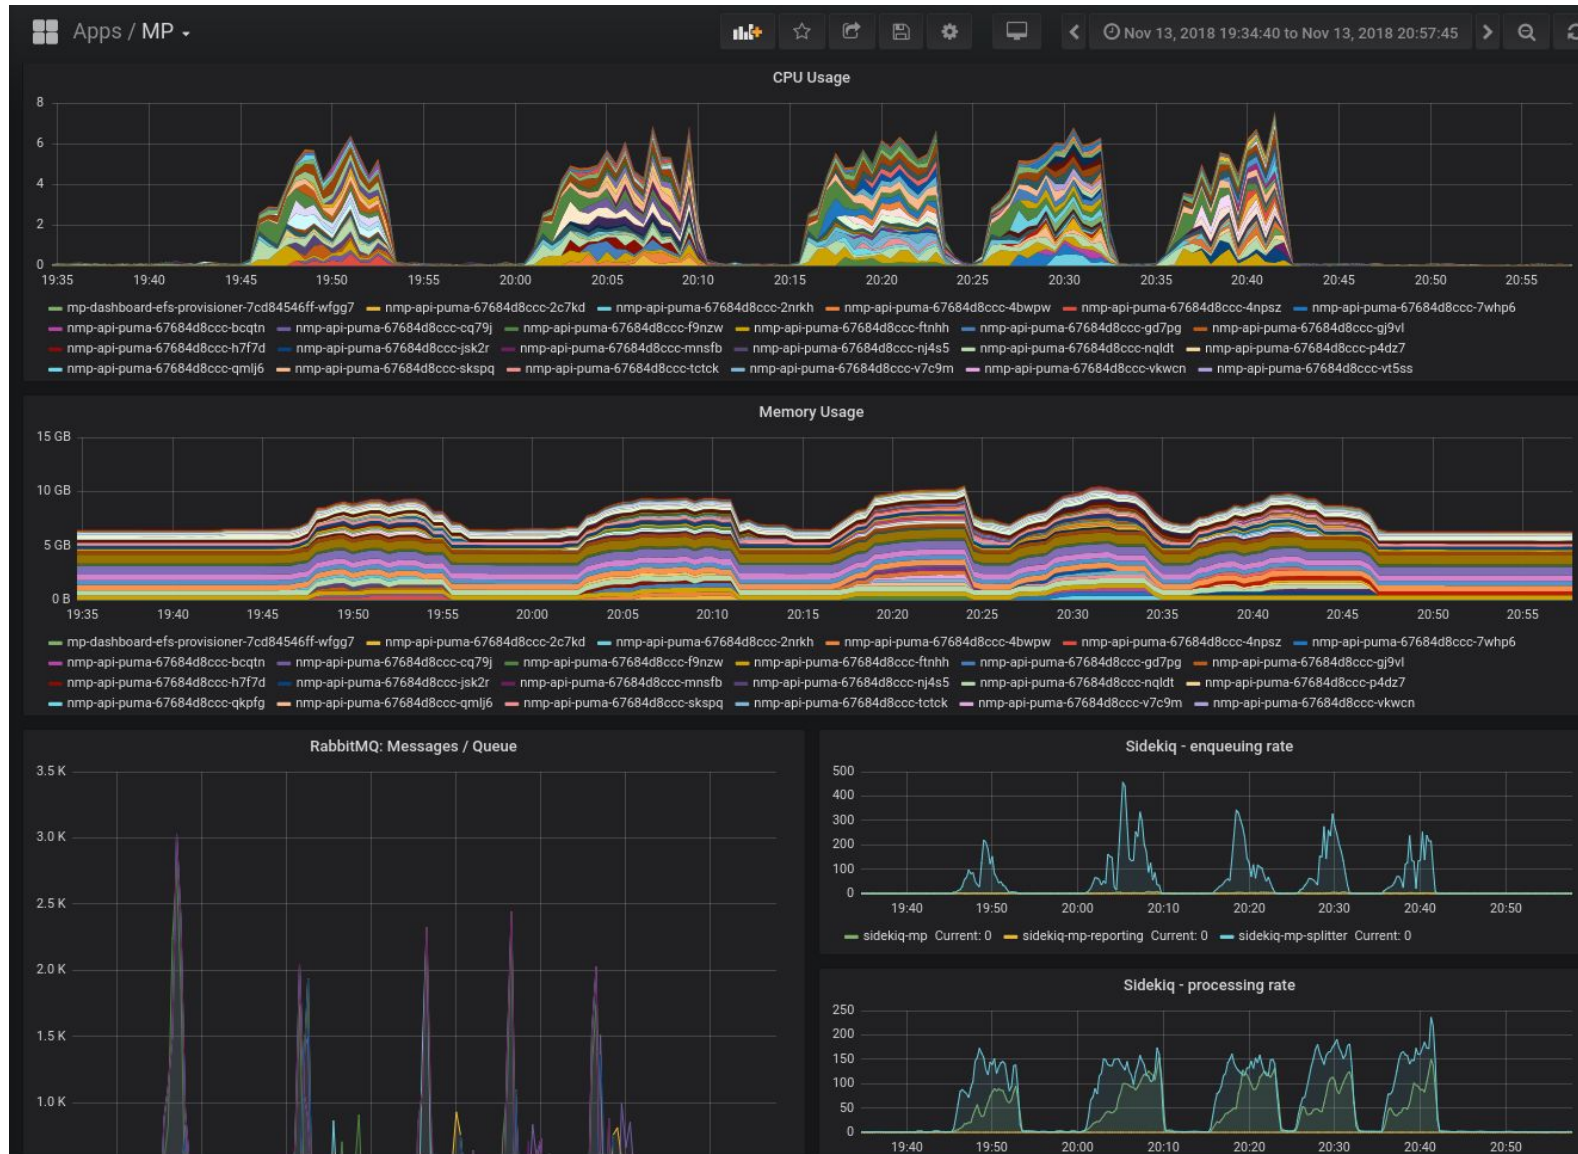 Apps / MP
Nov 13, 2018 19:34:40 to Nov 13, 2018 20:57:45
CPU Usage
8
6
4
2
0
19:35 19:40 19:45 19:50 19:55 20:00 20:05 20:10 20:15 20:20 20:25 20:30 20:35 20:40 20:45 20:50 20:55
mp-dashboard-efs-provisioner-7cd84546ff-wfgg7 nmp-api-puma-67684d8ccc-2c7kd nmp-api-puma-67684d8ccc-2nrkh nmp-api-puma-67684d8ccc-4bwpw nmp-api-puma-67684d8ccc-4npsz nmp-api-puma-67684d8ccc-7whp6
nmp-api-puma-67684d8ccc-bcqtn nmp-api-puma-67684d8ccc-cq79j nmp-api-puma-67684d8ccc-f9nzw nmp-api-puma-67684d8ccc-ftnhh nmp-api-puma-67684d8ccc-gd7pg nmp-api-puma-67684d8ccc-gj9vl
nmp-api-puma-67684d8ccc-h7f7d nmp-api-puma-67684d8ccc-jsk2r nmp-api-puma-67684d8ccc-mnsfb nmp-api-puma-67684d8ccc-nj4s5 nmp-api-puma-67684d8ccc-nqldt nmp-api-puma-67684d8ccc-p4dz7
nmp-api-puma-67684d8ccc-qmlj6 nmp-api-puma-67684d8ccc-skspq nmp-api-puma-67684d8ccc-tctck nmp-api-puma-67684d8ccc-v7c9m nmp-api-puma-67684d8ccc-vkwcn nmp-api-puma-67684d8ccc-vt5ss
Memory Usage
15 GB
10 GB
5 GB
0 B
19:35 19:40 19:45 19:50 19:55 20:00 20:05 20:10 20:15 20:20 20:25 20:30 20:35 20:40 20:45 20:50 20:55
mp-dashboard-efs-provisioner-7cd84546ff-wfgg7 nmp-api-puma-67684d8ccc-2c7kd nmp-api-puma-67684d8ccc-2nrkh nmp-api-puma-67684d8ccc-4bwpw nmp-api-puma-67684d8ccc-4npsz nmp-api-puma-67684d8ccc-7whp6
nmp-api-puma-67684d8ccc-bcqtn nmp-api-puma-67684d8ccc-cq79j nmp-api-puma-67684d8ccc-f9nzw nmp-api-puma-67684d8ccc-ftnhh nmp-api-puma-67684d8ccc-gd7pg nmp-api-puma-67684d8ccc-gj9vl
nmp-api-puma-67684d8ccc-h7f7d nmp-api-puma-67684d8ccc-jsk2r nmp-api-puma-67684d8ccc-mnsfb nmp-api-puma-67684d8ccc-nj4s5 nmp-api-puma-67684d8ccc-nqldt nmp-api-puma-67684d8ccc-p4dz7
nmp-api-puma-67684d8ccc-qkpfg nmp-api-puma-67684d8ccc-qmlj6 nmp-api-puma-67684d8ccc-skspq nmp-api-puma-67684d8ccc-tctck nmp-api-puma-67684d8ccc-v7c9m nmp-api-puma-67684d8ccc-vkwcn
RabbitMQ: Messages / Queue
3.5 K
3.0 K
2.5 K
2.0 K
1.5 K
1.0 K
Sidekiq - enqueuing rate
500
400
300
200
100
0
19:40 19:50 20:00 20:10 20:20 20:30 20:40 20:50
sidekiq-mp Current: 0 sidekiq-mp-reporting Current: 0 sidekiq-mp-splitter Current: 0
Sidekiq - processing rate
250
200
150
100
50
0
19:40 19:50 20:00 20:10 20:20 20:30 20:40 20:50